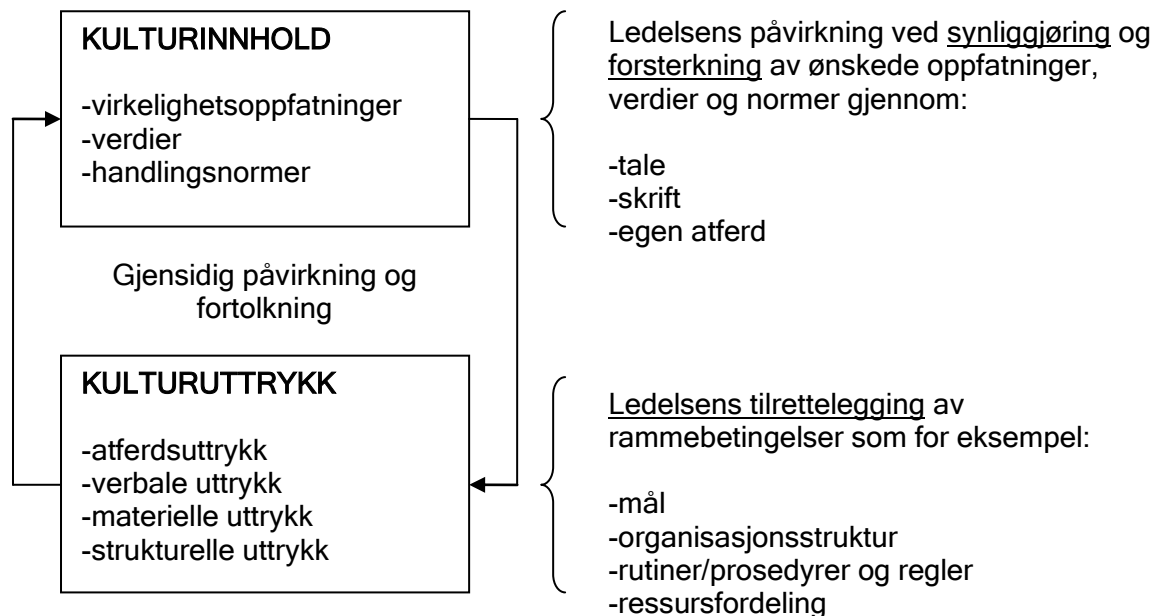 KULTURINNHOLD
-virkelighetsoppfatninger
-verdier
-handlingsnormer
Ledelsens påvirkning ved synliggjøring og
forsterkning av ønskede oppfatninger,
verdier og normer gjennom:
-tale
-skrift
-egen atferd
Gjensidig påvirkning og
fortolkning
KULTURUTTRYKK
-atferdsuttrykk
-verbale uttrykk
-materielle uttrykk
-strukturelle uttrykk
Ledelsens tilrettelegging av
rammebetingelser som for eksempel:
-mål
-organisasjonsstruktur
-rutiner/prosedyrer og regler
-ressursfordeling